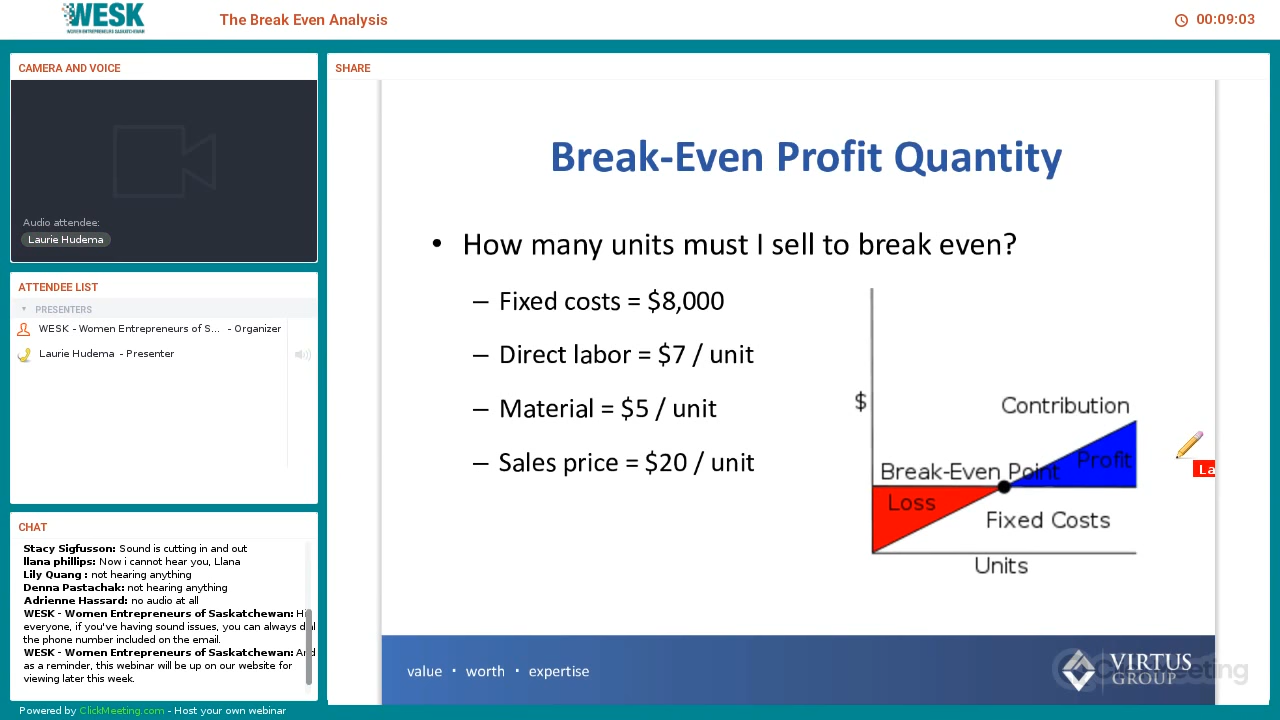 WESK
WOMEN ENTREPRENEURS SASKATCHEWAN
The Break Even Analysis
00:09:03
CAMERA AND VOICE
Audio attendee:
Laurie Hudema
ATTENDEE LIST
PRESENTERS
WESK - Women Entrepreneurs of S... - Organizer
Laurie Hudema - Presenter
CHAT
Stacy Sigfusson: Sound is cutting in and out
llana phillips: Now i cannot hear you, Llana
Lily Quang : not hearing anything
Denna Pastachak: not hearing anything
Adrienne Hassard: no audio at all
WESK - Women Entrepreneurs of Saskatchewan: Hi
everyone, if you've having sound issues, you can always dial
the phone number included on the email.
WESK - Women Entrepreneurs of Saskatchewan: And
as a reminder, this webinar will be up on our website for
viewing later this week.
Powered by ClickMeeting.com - Host your own webinar
SHARE
Break-Even Profit Quantity
• How many units must I sell to break even?
– Fixed costs = $8,000
– Direct labor = $7 / unit
– Material = $5 / unit
– Sales price = $20 / unit
$
Contribution
Break-Even Point
Profit
Loss
Fixed Costs
Units
La
value · worth · expertise
VIRTUS
GROUP